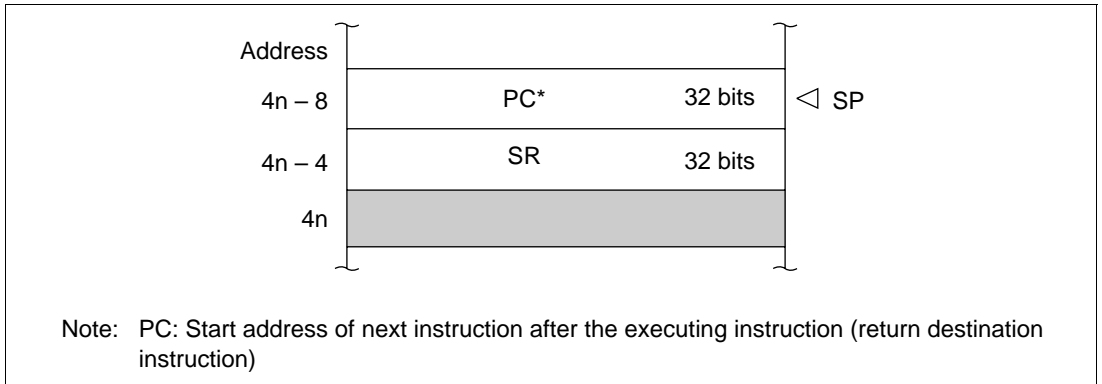 Address
4n – 8 PC* 32 bits SP
4n – 4 SR 32 bits
4n
Note: PC: Start address of next instruction after the executing instruction (return destination
instruction)